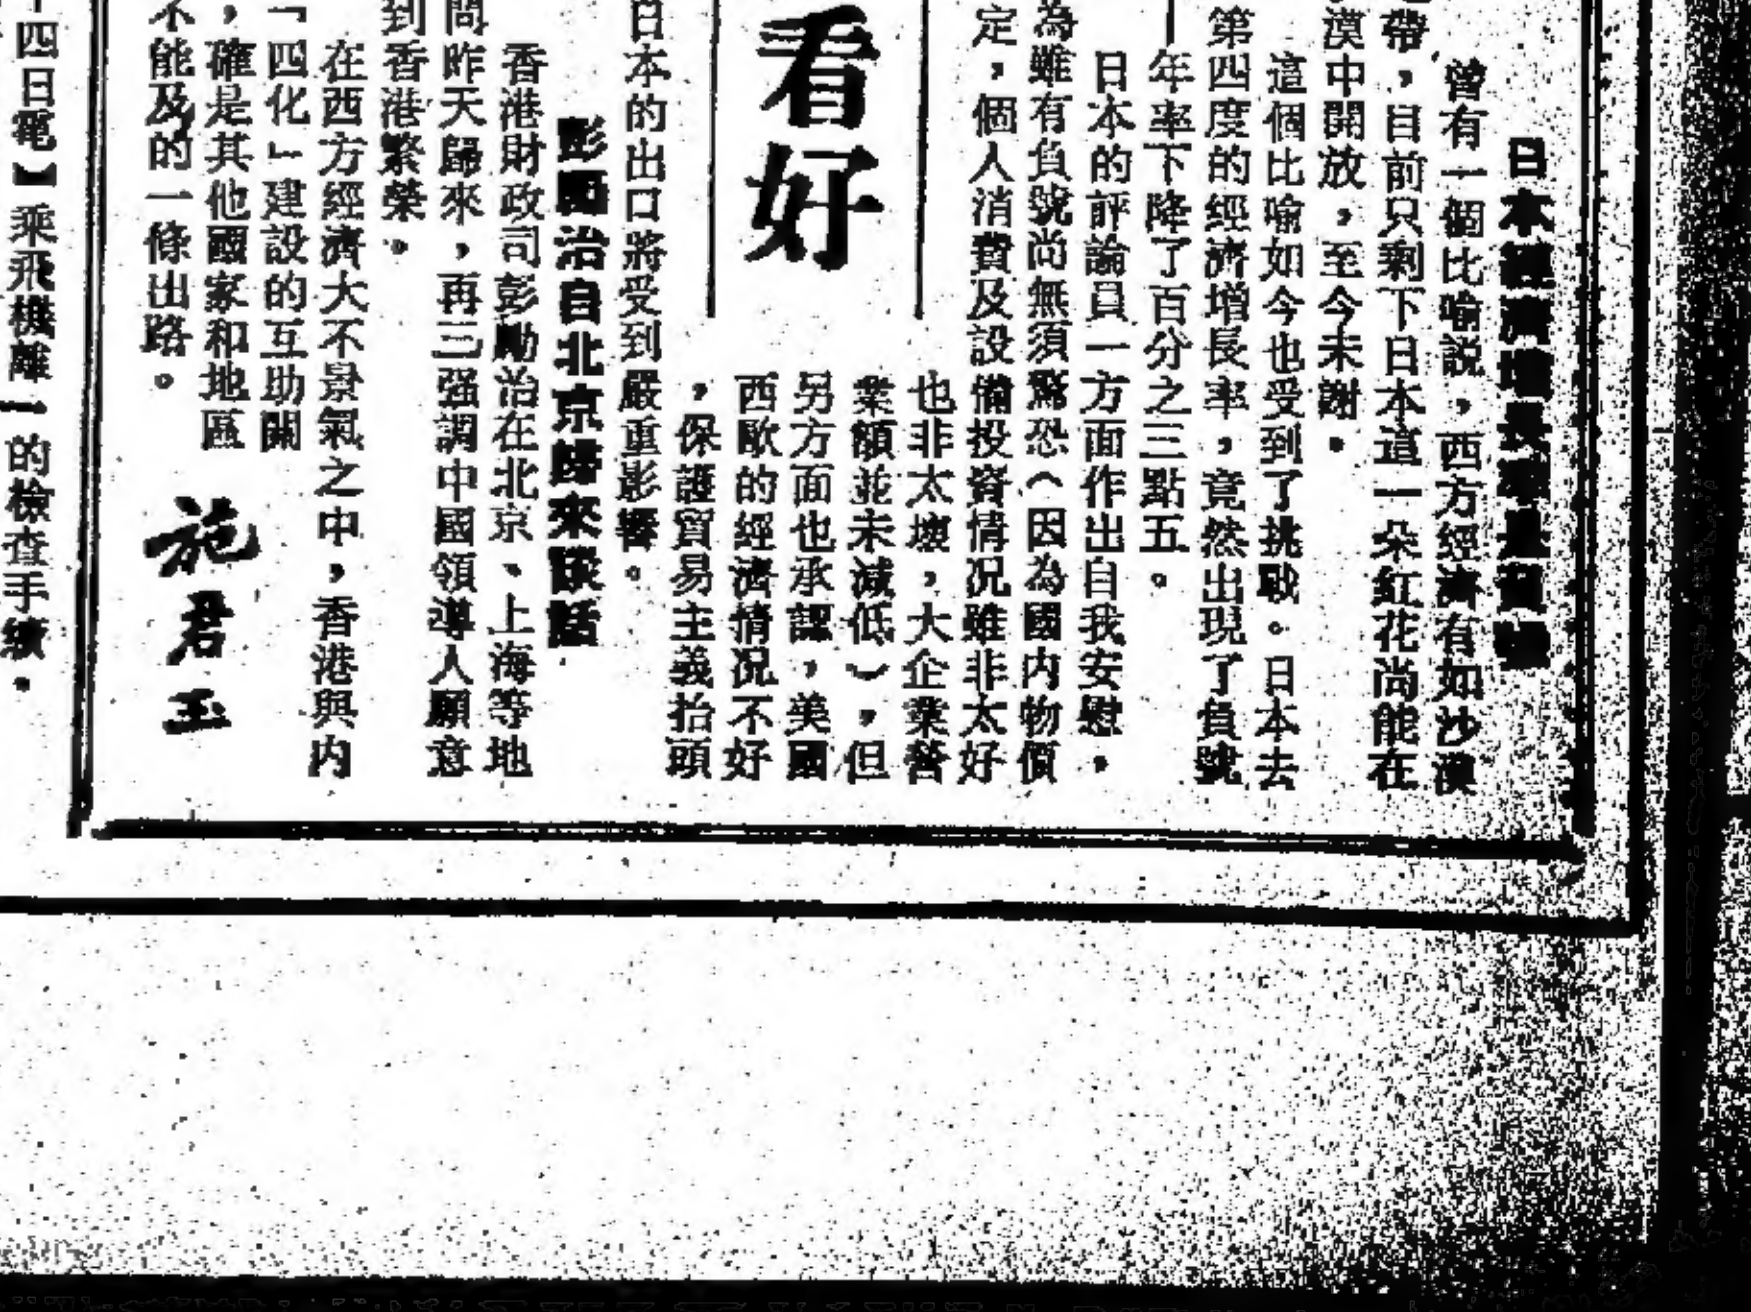 日本經濟增長率見負號
曾有一個比喻説，西方經濟有如沙漠
帶，目前只剩下日本這一朵紅花尚能在
漠中開放，至今未謝。
這個比喻如今也受到了挑戰。日本去
第四度的經濟增長率，竟然出現了負號
年率下降了百分之三點五。
日本的評論員一方面作出自我安慰，
為雖有負號尚無須驚恐（因為國内物價
定，個人消費及設備投資情況雖非太好
也非太壞，大企業營
業額並未減低），但
看好
另方面也承認，美國
西歐的經濟情況不好
，保護貿易主義抬頭
日本的出口將受到嚴重影響。
彭勵治自北京歸來談話
香港財政司彭勵治在北京、上海等地
問昨天歸來，再三强調中國領導人願意
到香港繁榮。
在西方經濟大不景氣之中，香港與内
「四化」建設的互助關
，確是其他國家和地區
不能及的一條出路。
施君玉
四日電】乘飛機離
的檢查手續。